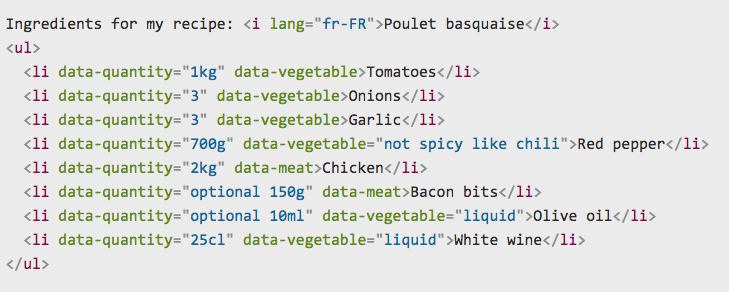 Ingredients for my recipe: <i lang="fr-FR">Poulet basquaise</i>
<ul>
  <li data-quantity="1kg" data-vegetable>Tomatoes</li>
  <li data-quantity="3" data-vegetable>Onions</li>
  <li data-quantity="3" data-vegetable>Garlic</li>
  <li data-quantity="700g" data-vegetable="not spicy like chili">Red pepper</li>
  <li data-quantity="2kg" data-meat>Chicken</li>
  <li data-quantity="optional 150g" data-meat>Bacon bits</li>
  <li data-quantity="optional 10ml" data-vegetable="liquid">Olive oil</li>
  <li data-quantity="25cl" data-vegetable="liquid">White wine</li>
</ul>